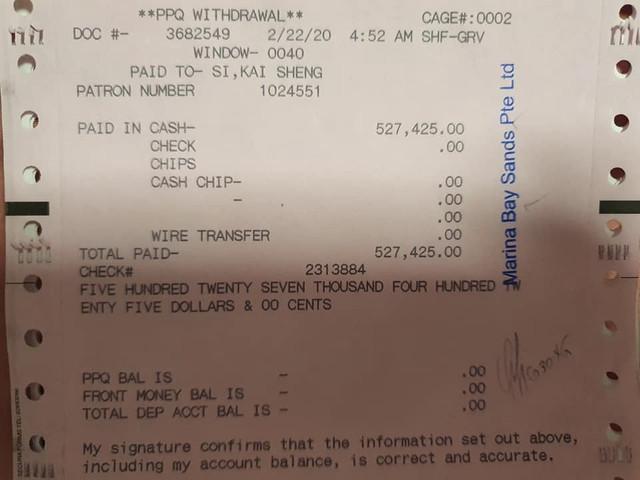 **PPQ WITHDRAWAL** CAGE#:0002
DOC #- 3682549 2/22/20 4:52 AM SHF-GRV
WINDOW- 0040
PAID TO- SI,KAI SHENG
PATRON NUMBER 1024551
PAID IN CASH- 527,425.00
CHECK .00
CHIPS
CASH CHIP- .00
- .00
.00
WIRE TRANSFER .00
TOTAL PAID- 527,425.00
CHECK# 2313884
FIVE HUNDRED TWENTY SEVEN THOUSAND FOUR HUNDRED TW
ENTY FIVE DOLLARS & 00 CENTS
PPQ BAL IS - .00
FRONT MONEY BAL IS - .00
TOTAL DEP ACCT BAL IS - .00
My signature confirms that the information set out above,
including my account balance, is correct and accurate.
Marina Bay Sands Pte Ltd